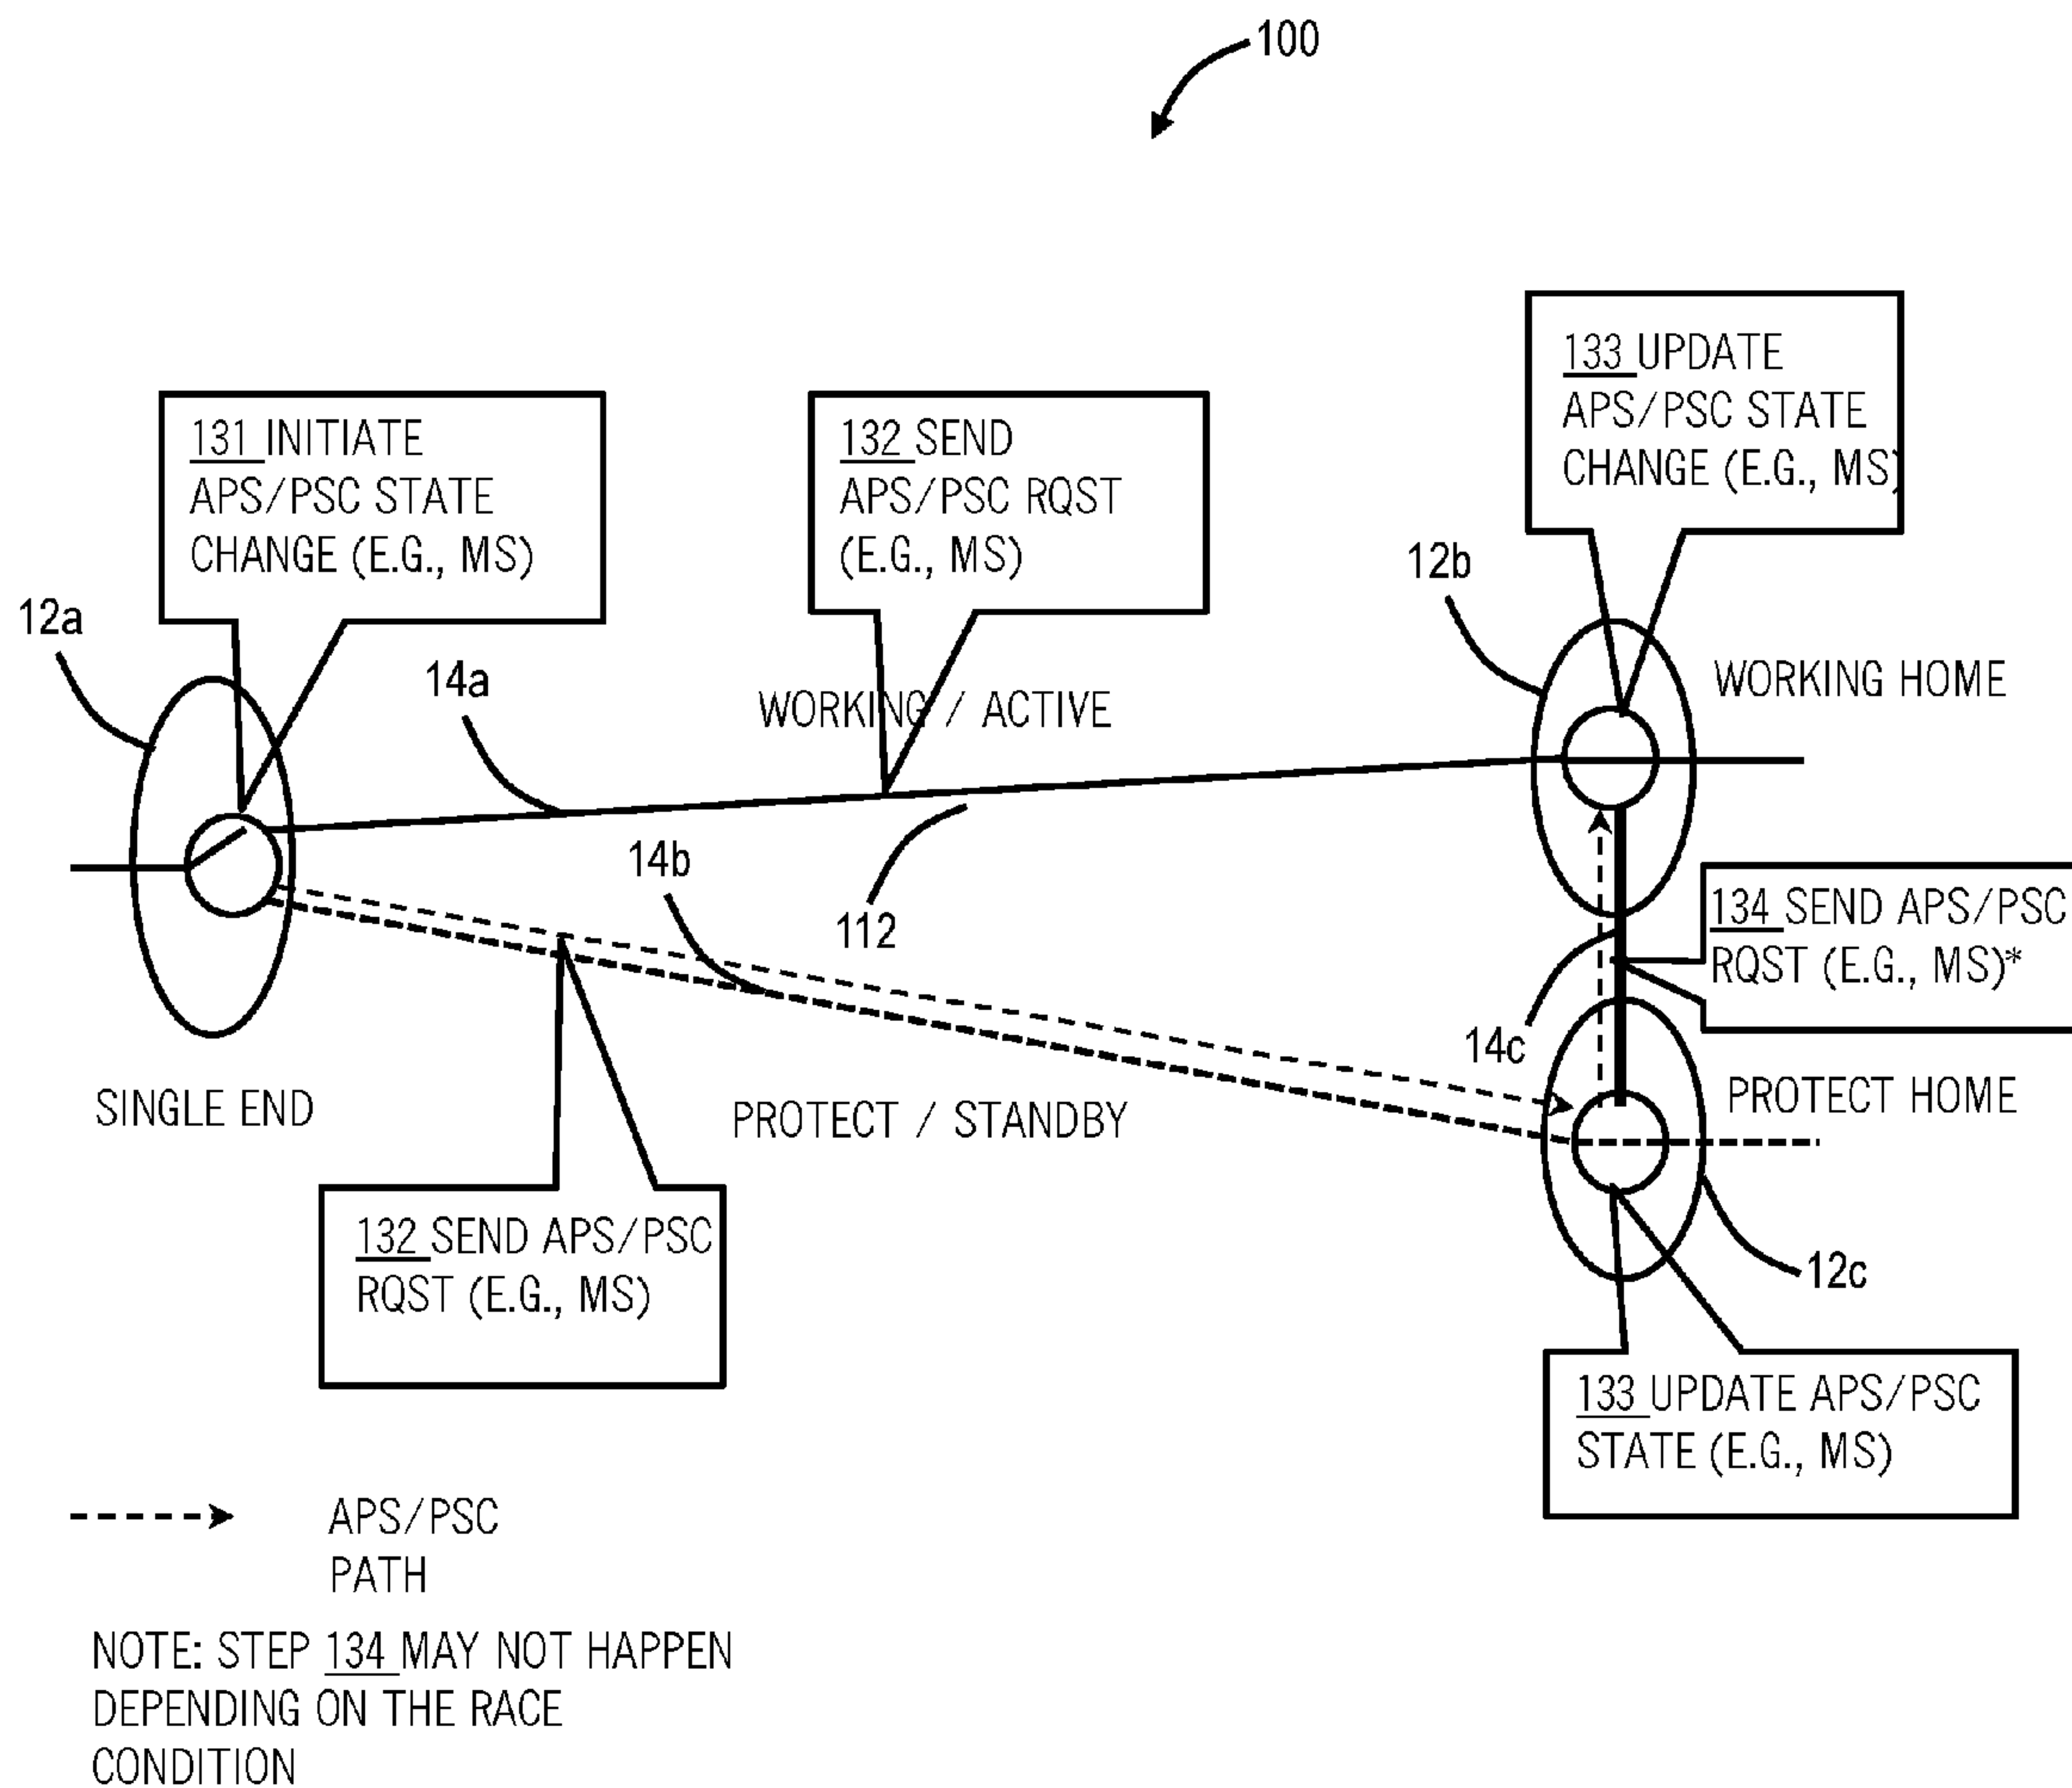 100
133 UPDATE
APS/PSC STATE
CHANGE (E.G., MS)
131 INITIATE
APS/PSC STATE
CHANGE (E.G., MS)
132 SEND
APS/PSC RQST
(E.G., MS)
12b
12a
14a
WORKING / ACTIVE
WORKING HOME
14b
112
134 SEND APS/PSC
RQST (E.G., MS)*
14c
SINGLE END
PROTECT / STANDBY
PROTECT HOME
132 SEND APS/PSC
RQST (E.G., MS)
12c
133 UPDATE APS/PSC
STATE (E.G., MS)
APS/PSC
PATH
NOTE: STEP 134 MAY NOT HAPPEN
DEPENDING ON THE RACE
CONDITION